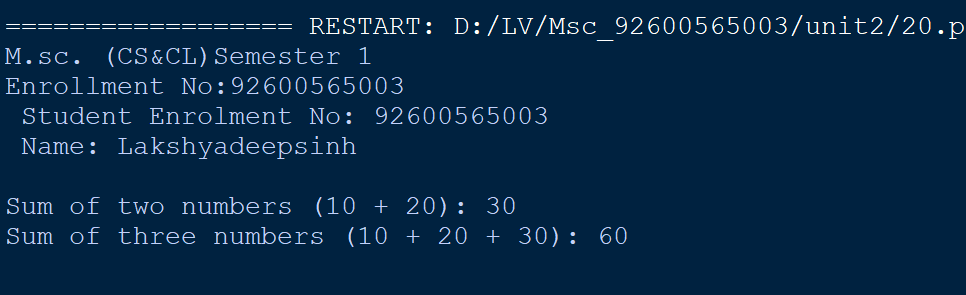 ================== RESTART: D:/LV/Msc_92600565003/unit2/20.p
M.sc. (CS&CL)Semester 1
Enrollment No:92600565003
Student Enrolment No: 92600565003
Name: Lakshyadeepsinh
Sum of two numbers (10 + 20): 30
Sum of three numbers (10 + 20 + 30): 60